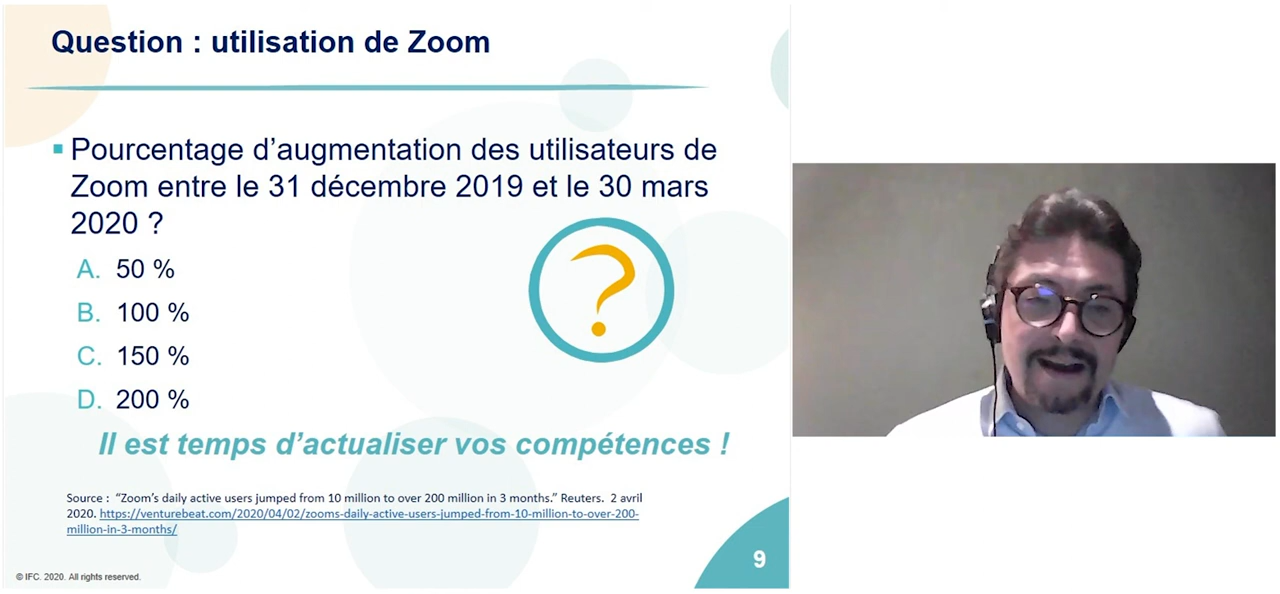 Question : utilisation de Zoom
▪ Pourcentage d’augmentation des utilisateurs de
Zoom entre le 31 décembre 2019 et le 30 mars
2020 ?
A. 50 %
B. 100 %
C. 150 %
D. 200 %
?
Il est temps d’actualiser vos compétences !
Source : “Zoom’s daily active users jumped from 10 million to over 200 million in 3 months.” Reuters. 2 avril
2020. https://venturebeat.com/2020/04/02/zooms-daily-active-users-jumped-from-10-million-to-over-200-
million-in-3-months/
9
© IFC. 2020. All rights reserved.